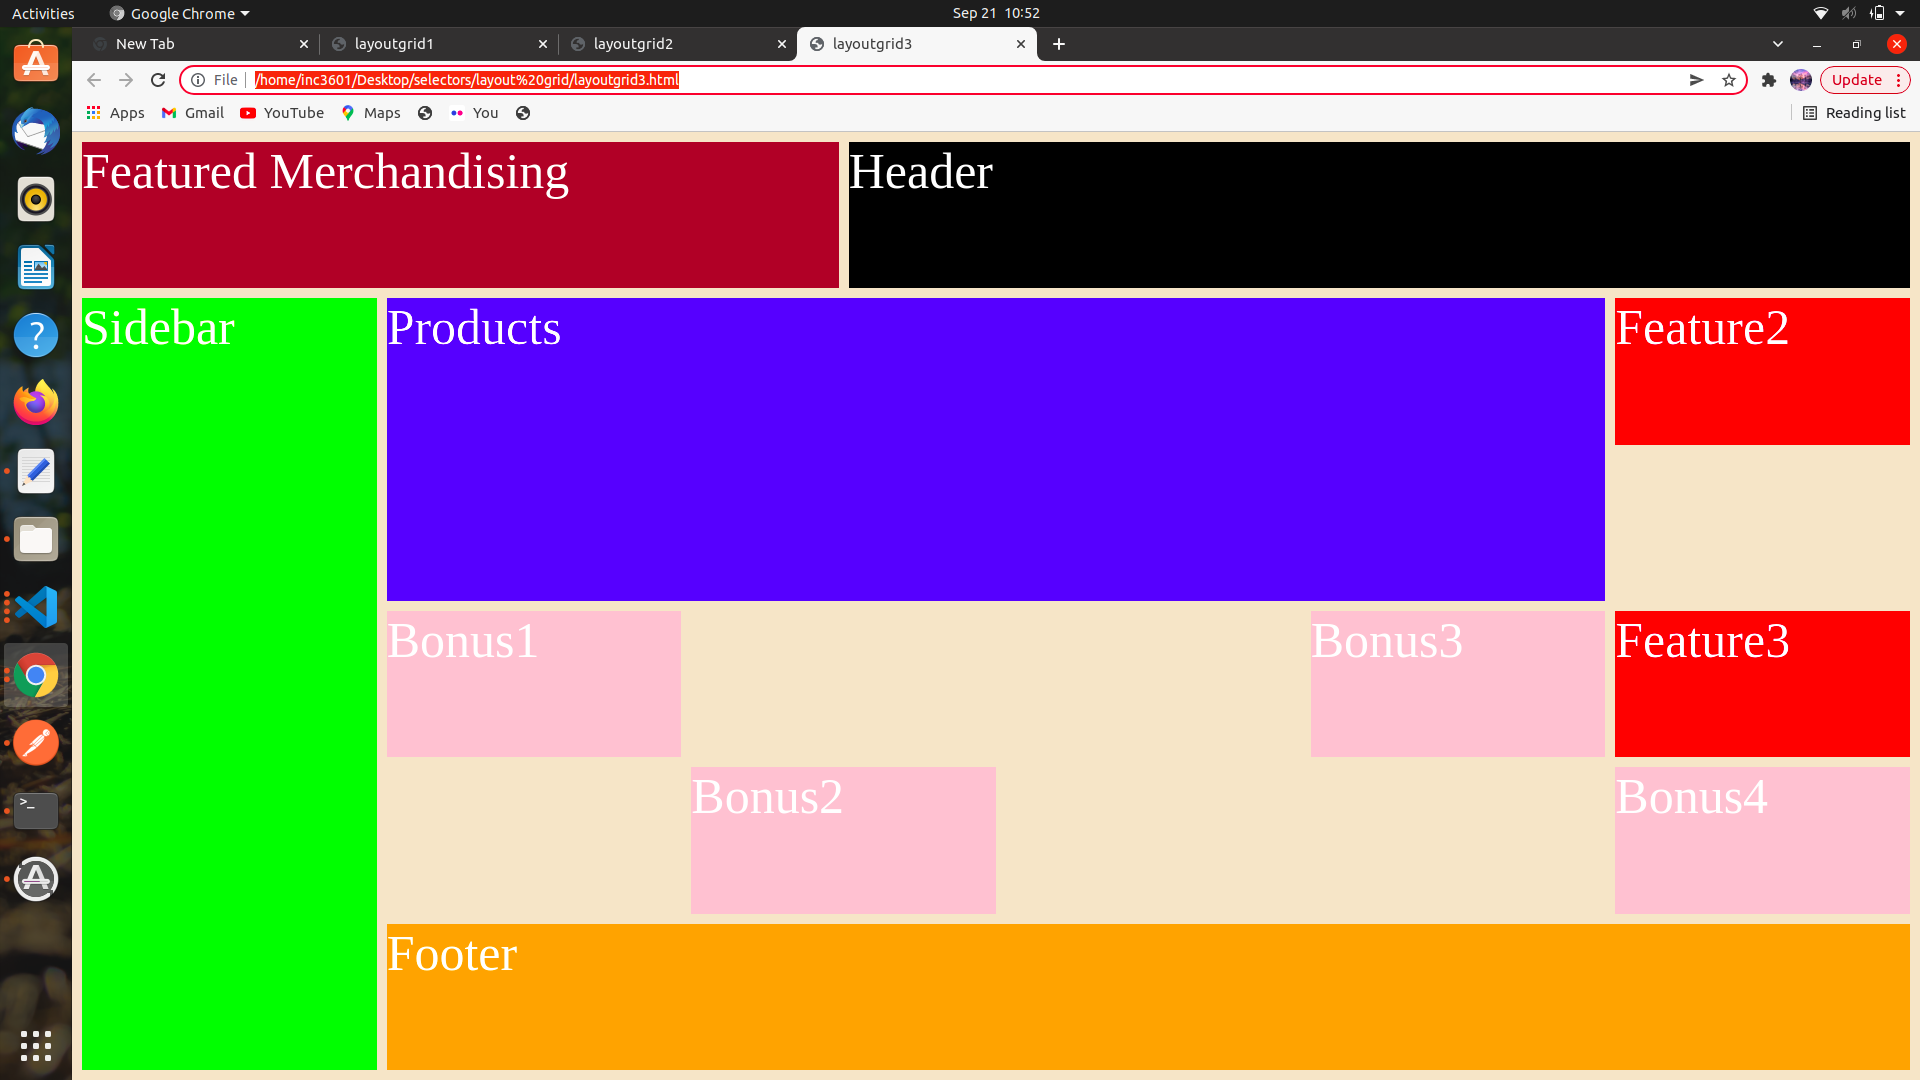 Activities
Google Chrome
Sep 21 10:52
New Tab
layoutgrid1
layoutgrid2
layoutgrid3
File
/home/inc3601/Desktop/selectors/layout%20grid/layoutgrid3.html
Update
Apps
Gmail
YouTube
Maps
You
Reading list
Featured Merchandising
Header
Sidebar
Products
Feature2
Bonus1
Bonus3
Feature3
Bonus2
Bonus4
Footer